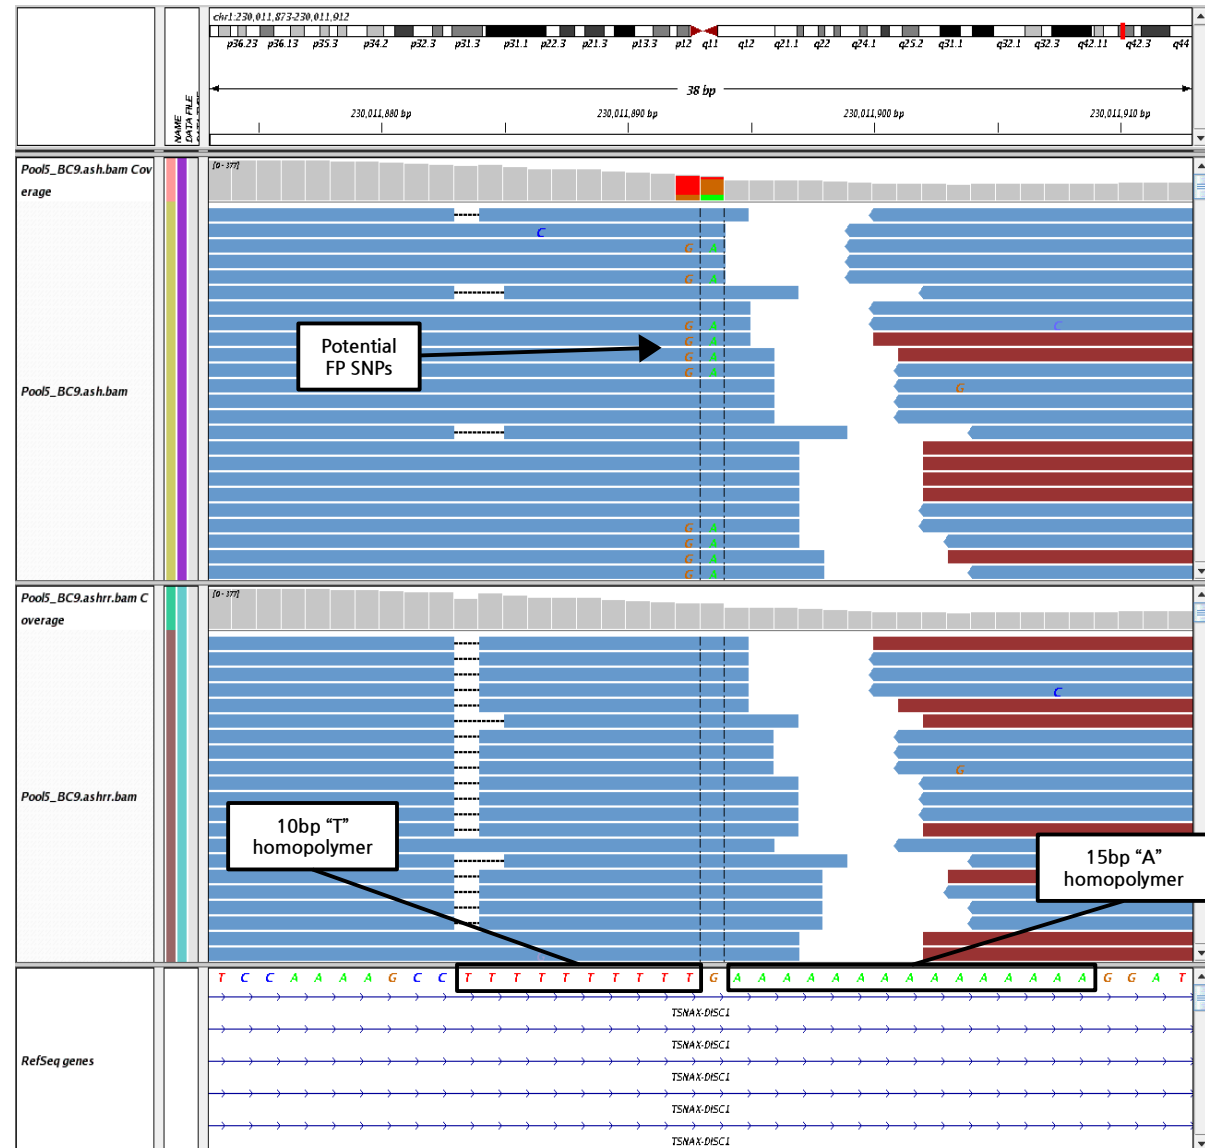 chr1:230,011,873-230,011,912
p36.23 p36.13 p35.3 p34.2 p32.3 p31.3 p31.1 p22.3 p21.3 p13.3 p12 q11 q12 q21.1 q22 q24.1 q25.2 q31.1 q32.1 q32.3 q42.11 q42.3 q44
38 bp
230,011,880 bp 230,011,890 bp 230,011,900 bp 230,011,910 bp
NAME
DATA FILE
Pool5_BC9.ash.bam Cov
erage
[0 - 377]
C
G A
G A
G A C
G A
G A
G A
G
G A
G A
G A
G A
Potential
FP SNPs
Pool5_BC9.ash.bam
Pool5_BC9.ashrr.bam C
overage
[0 - 377]
C
G
Pool5_BC9.ashrr.bam
10bp “T”
homopolymer
15bp “A”
homopolymer
T C C A A A A G C C T T T T T T T T T T G A A A A A A A A A A A A A A A G G A T
RefSeq genes
TSNAX-DISC1
TSNAX-DISC1
TSNAX-DISC1
TSNAX-DISC1
TSNAX-DISC1